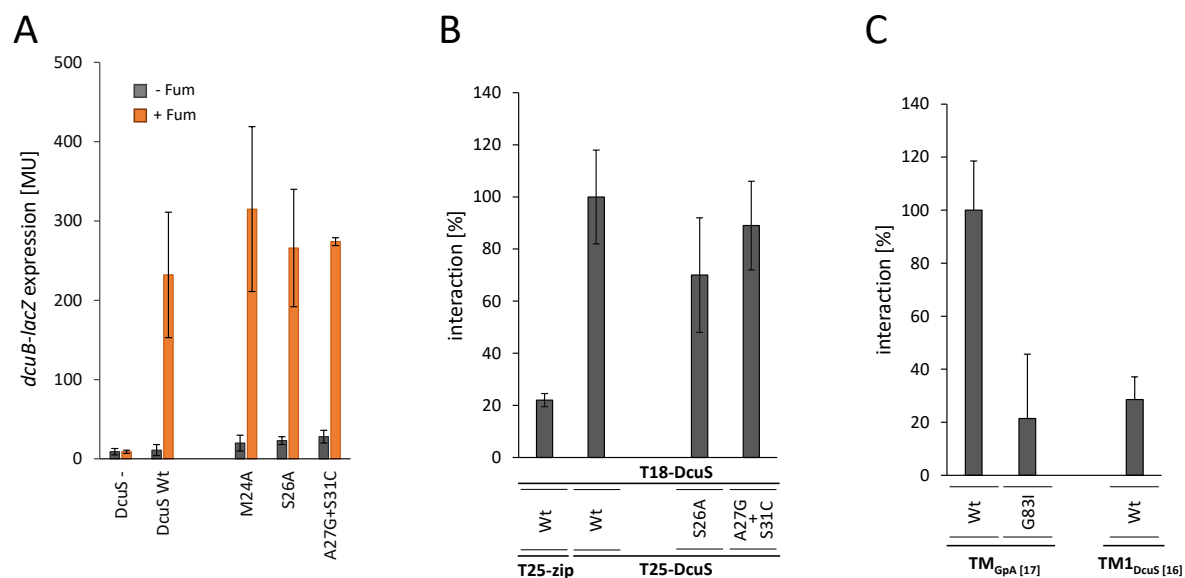 A
500
400
300
200
100
0
dcuB-lacZ expression [MU]
- Fum
+ Fum
DcuS -
DcuS Wt
M24A
S26A
A27G+S31C
B
140
120
100
80
60
40
20
0
interaction [%]
T18-DcuS
Wt
Wt
S26A
A27G
+
S31C
T25-zip
T25-DcuS
C
140
120
100
80
60
40
20
0
interaction [%]
Wt
G83I
Wt
TMGpA [17]
TM1DcuS [16]